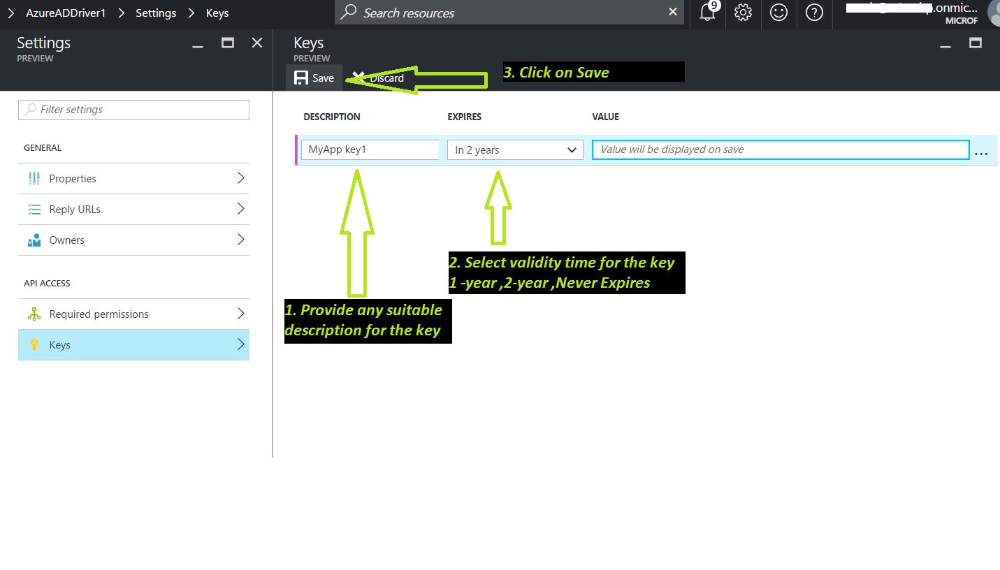 AzureADDriver1 > Settings > Keys
Search resources
9
p.onmic...
MICROF
Settings
PREVIEW
Keys
PREVIEW
Save
Discard
3. Click on Save
Filter settings
GENERAL
Properties
Reply URLs
Owners
API ACCESS
Required permissions
Keys
DESCRIPTION EXPIRES VALUE
MyApp key1 In 2 years Value will be displayed on save ...
2. Select validity time for the key
1 -year ,2-year ,Never Expires
1. Provide any suitable
description for the key